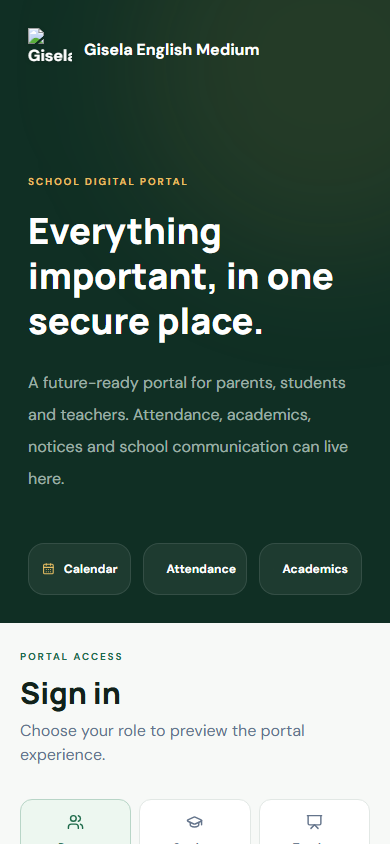 Gisela
Gisela English Medium
SCHOOL DIGITAL PORTAL
Everything
important, in one
secure place.
A future-ready portal for parents, students
and teachers. Attendance, academics,
notices and school communication can live
here.
Calendar
Attendance
Academics
PORTAL ACCESS
Sign in
Choose your role to preview the portal
experience.